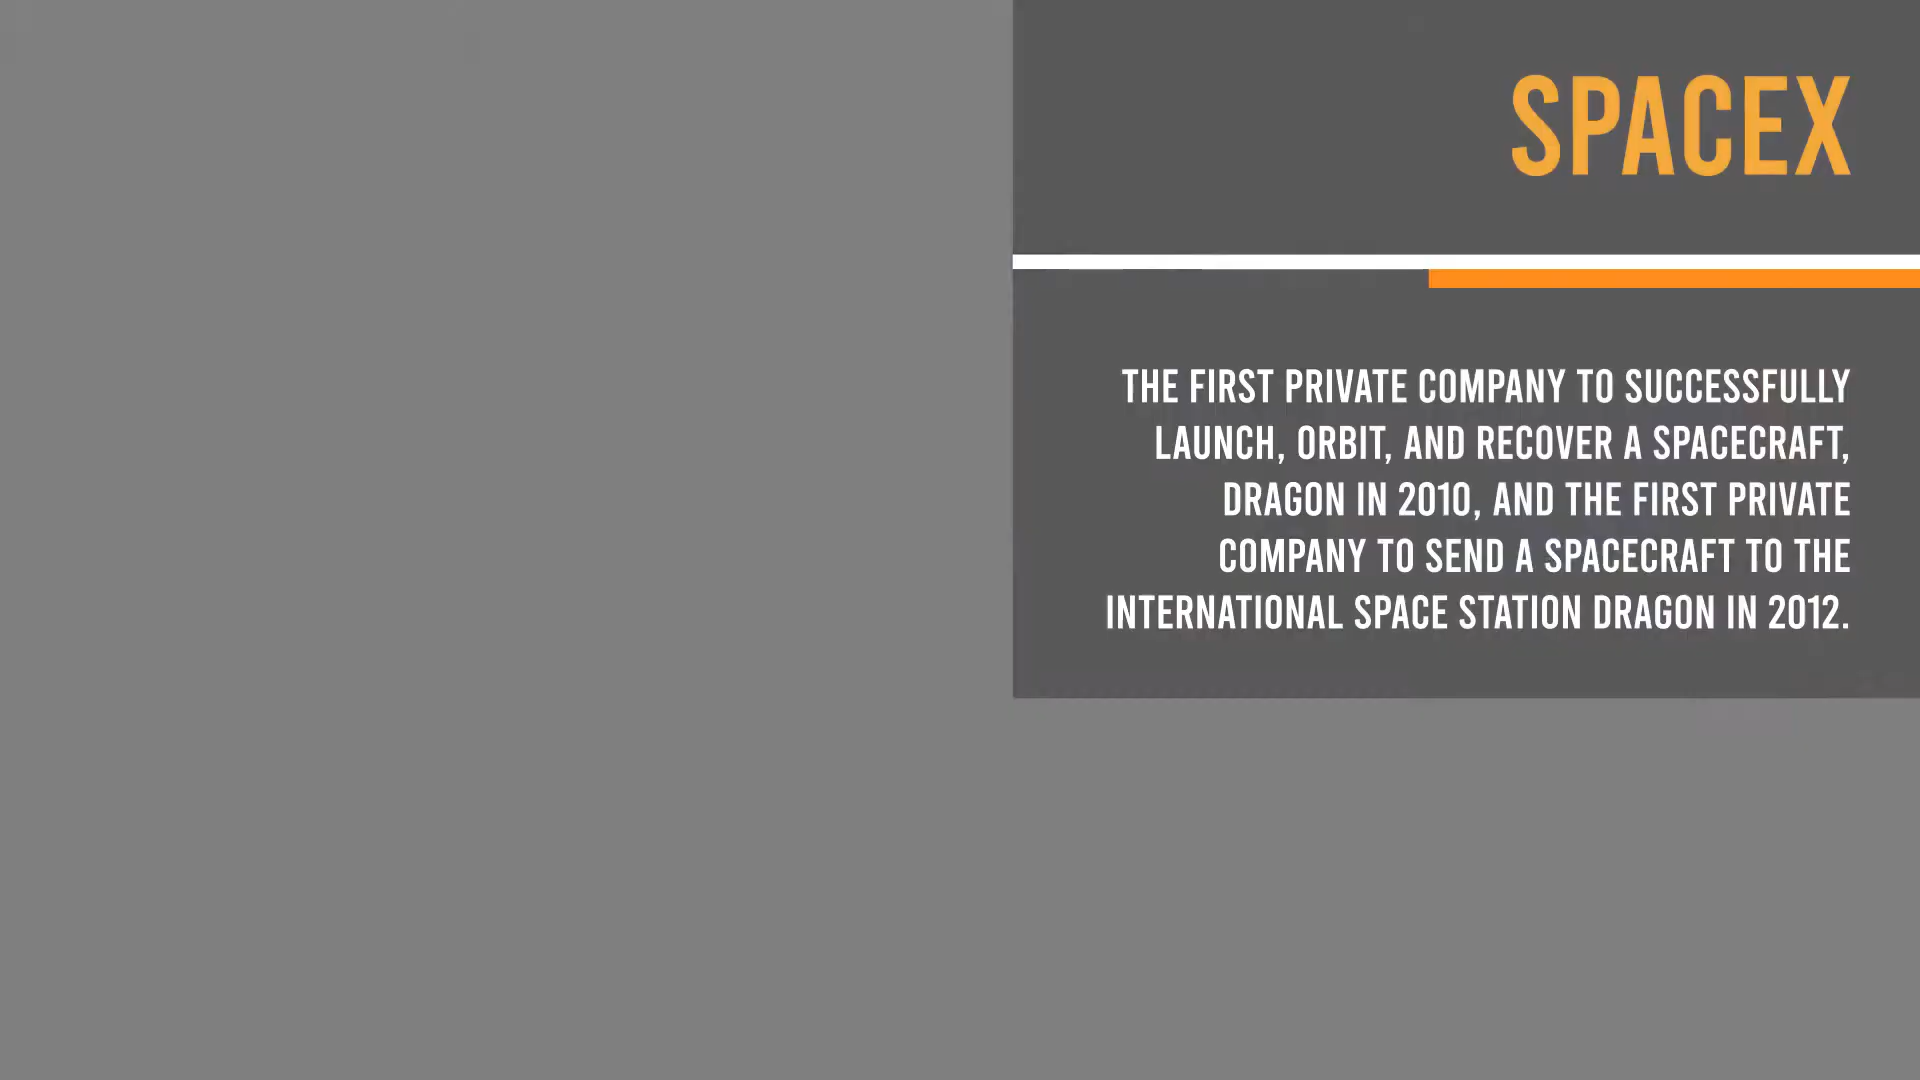 SPACEX
THE FIRST PRIVATE COMPANY TO SUCCESSFULLY
LAUNCH, ORBIT, AND RECOVER A SPACECRAFT,
DRAGON IN 2010, AND THE FIRST PRIVATE
COMPANY TO SEND A SPACECRAFT TO THE
INTERNATIONAL SPACE STATION DRAGON IN 2012.